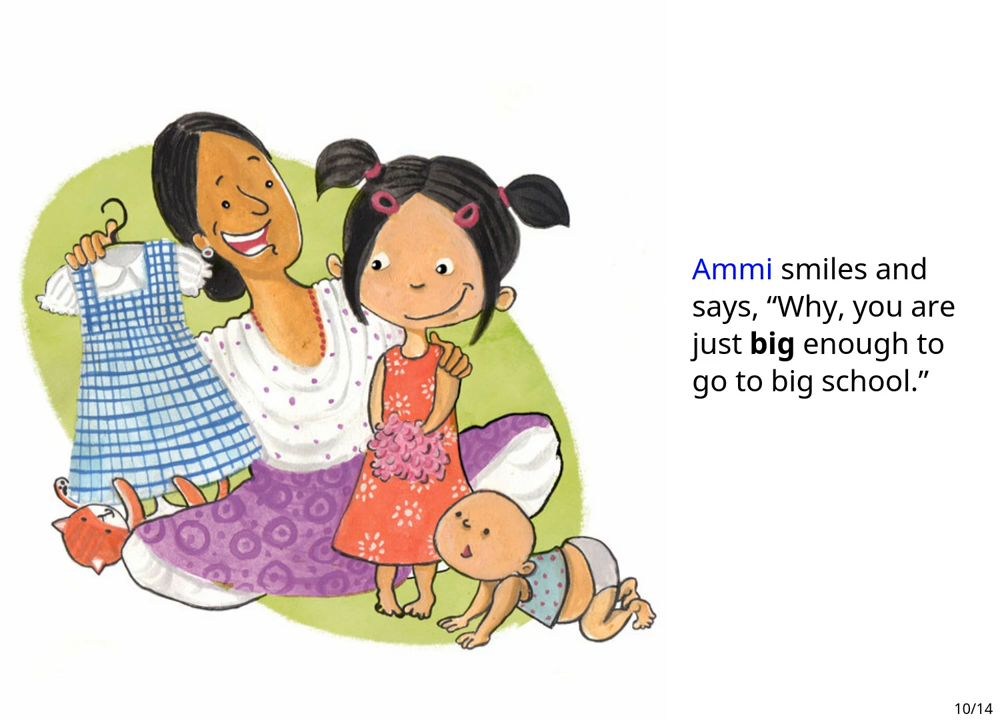 Ammi smiles and
says, “Why, you are
just big enough to
go to big school.”
10/14